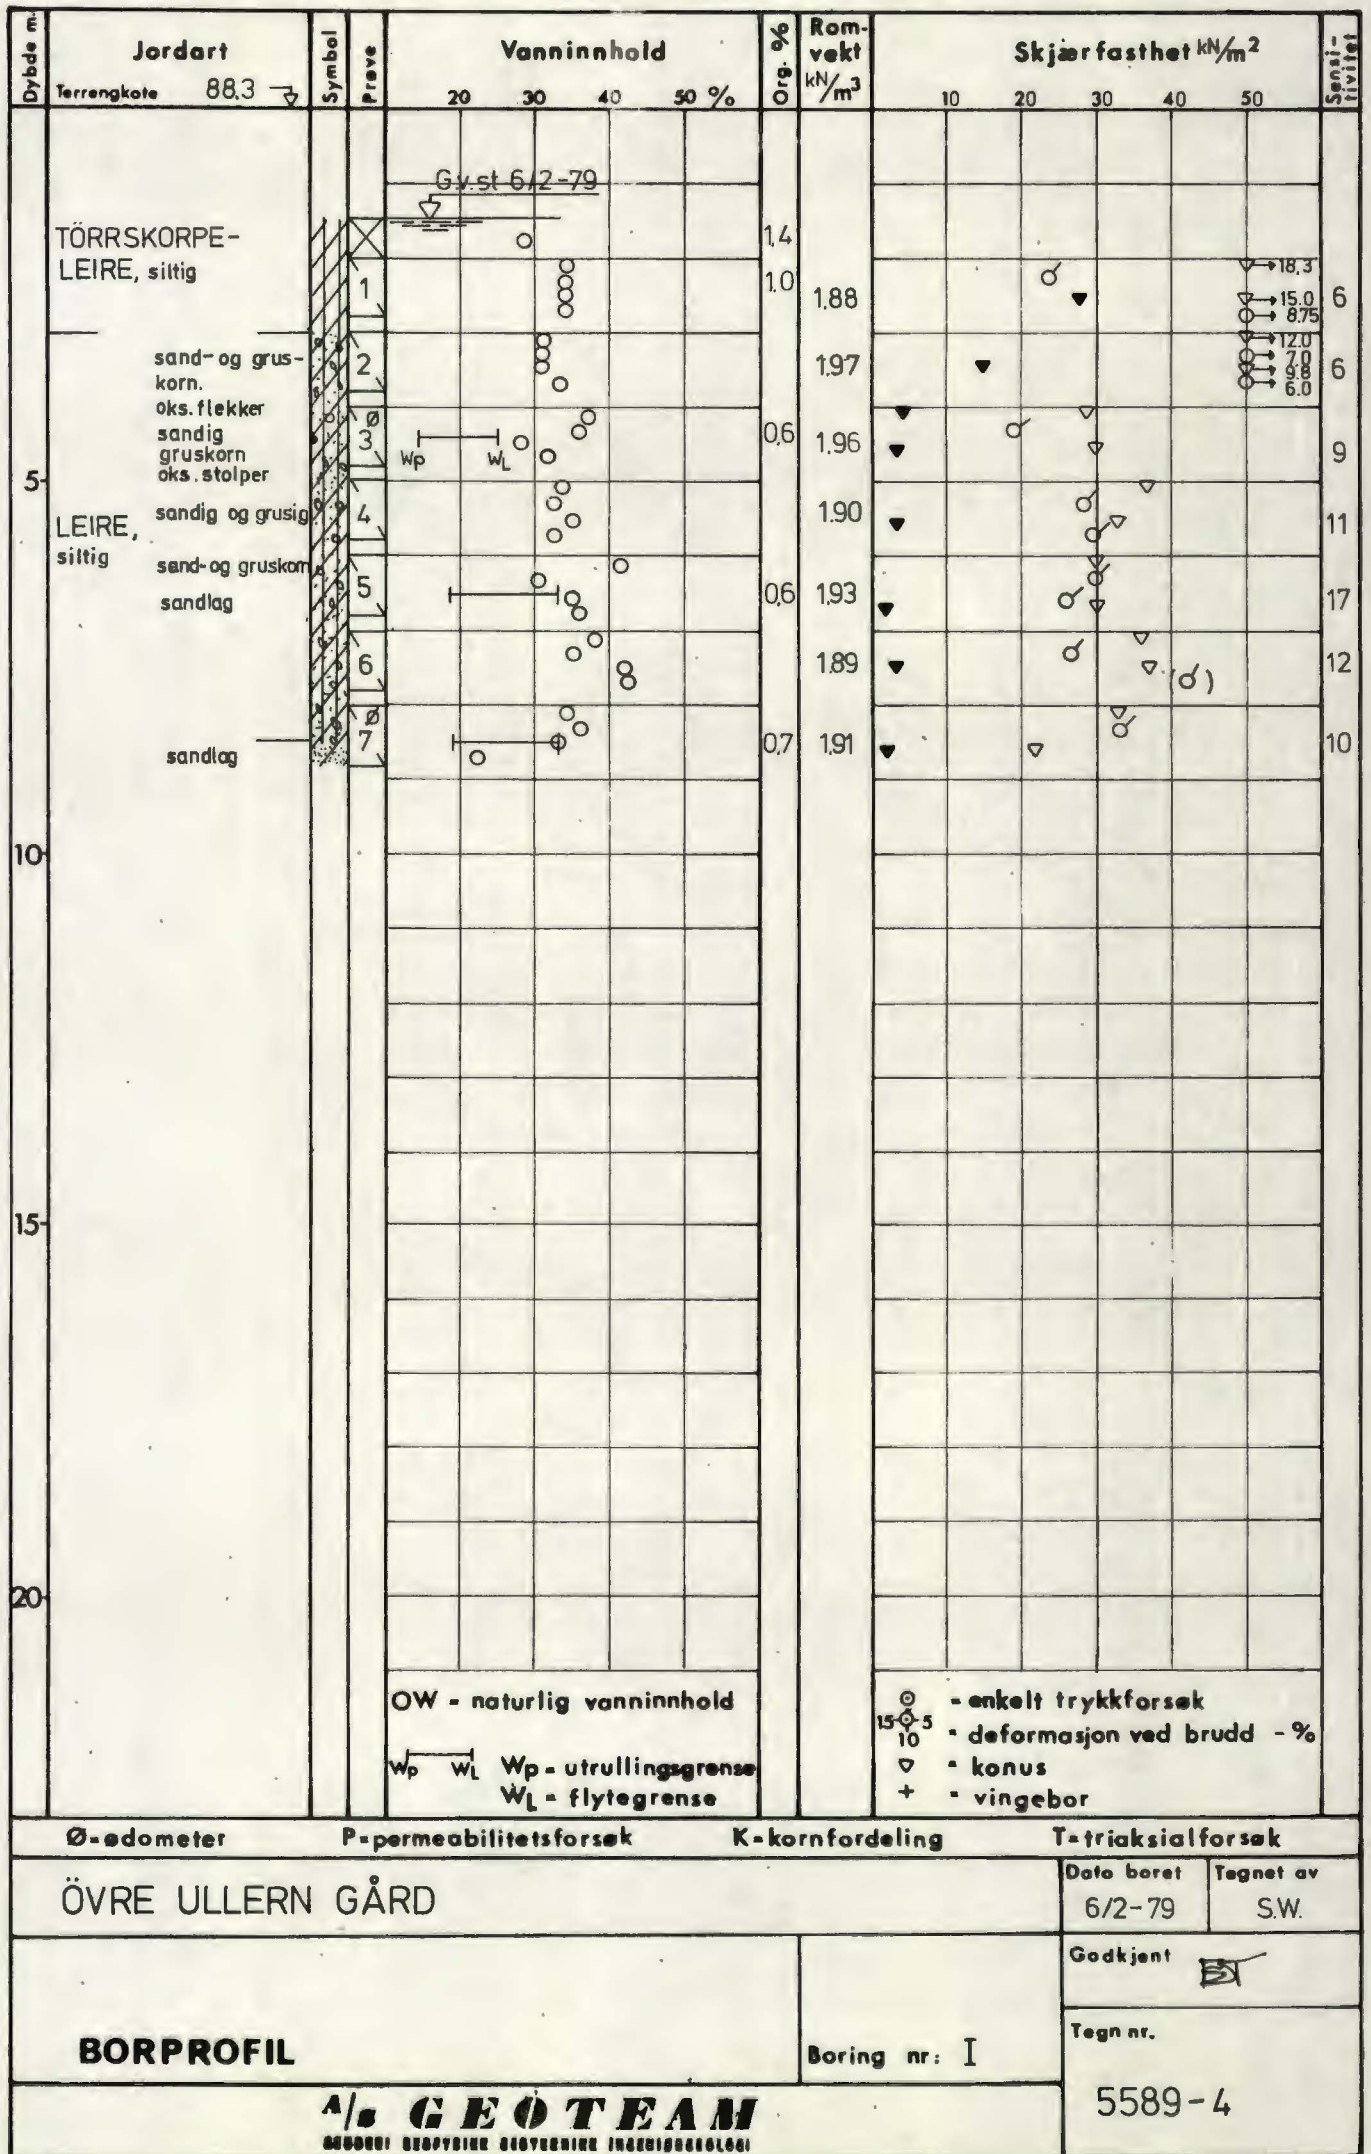 Dybde m.
Jordart
Terrengkote 88.3
Symbol
Prøve
Vanninnhold
20 30 40 50 %
Org. %
Rom-
vekt
kN/m³
Skjærfasthet kN/m²
10 20 30 40 50
Sensi-
tivitet
G.v. st 6/2-79
TÖRRSKORPE-
LEIRE, siltig
1,4
1 1.0 1.88 18.3 15.0 8.75 6
sand- og grus-
korn.
2 1.97 12.0 7.0 9.8 6.0 6
oks. flekker
sandig
gruskorn
oks. stolper
Ø
3 Wp WL 0,6 1.96 9
5
LEIRE,
siltig
sandig og grusig
4 1.90 11
sand- og gruskorn
sandlag
5 0,6 1.93 17
6 1.89 ( ) 12
Ø
7 0,7 1.91 10
sandlag
10
15
20
OW - naturlig vanninnhold
Wp WL Wp = utrullingsgrense
WL = flytegrense
= enkelt trykkforsøk
15 5
10 = deformasjon ved brudd - %
= konus
+ = vingebor
Ø=ødometer P=permeabilitetsforsøk K=kornfordeling T=triaksialforsøk
ÖVRE ULLERN GÅRD
Dato boret
6/2-79
Tegnet av
S.W.
Godkjent
BORPROFIL
Boring nr: I
Tegn nr.
5589-4
A/s GEØTEAM